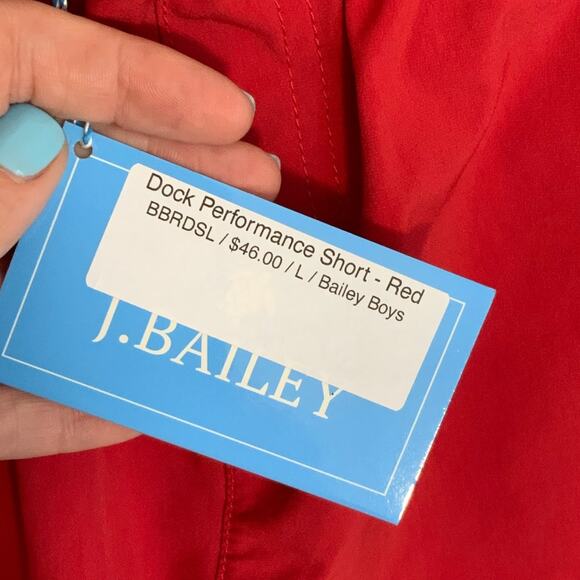 Dock Performance Short - Red
BBRDSL / $46.00 / L / Bailey Boys
J.BAILEY